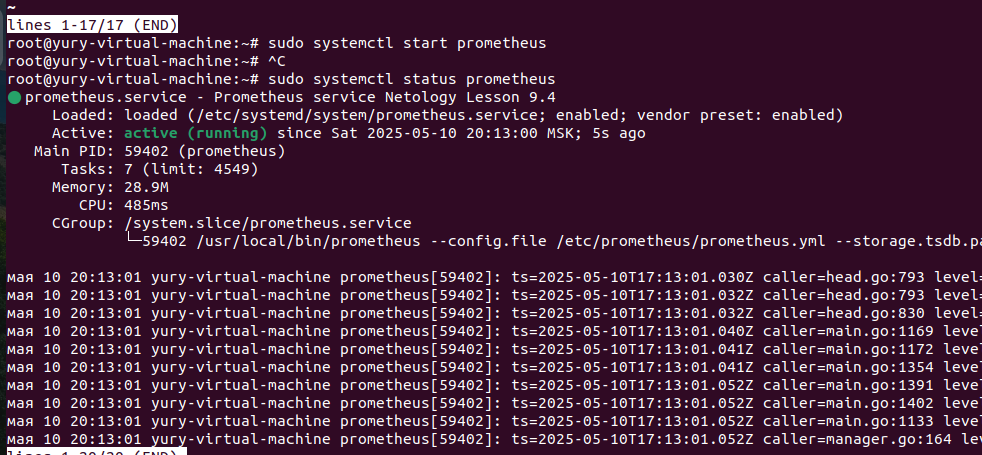 ~
lines 1-17/17 (END)
root@yury-virtual-machine:~# sudo systemctl start prometheus
root@yury-virtual-machine:~# ^C
root@yury-virtual-machine:~# sudo systemctl status prometheus
● prometheus.service - Prometheus service Netology Lesson 9.4
Loaded: loaded (/etc/systemd/system/prometheus.service; enabled; vendor preset: enabled)
Active: active (running) since Sat 2025-05-10 20:13:00 MSK; 5s ago
Main PID: 59402 (prometheus)
Tasks: 7 (limit: 4549)
Memory: 28.9M
CPU: 485ms
CGroup: /system.slice/prometheus.service
└─59402 /usr/local/bin/prometheus --config.file /etc/prometheus/prometheus.yml --storage.tsdb.pa
мая 10 20:13:01 yury-virtual-machine prometheus[59402]: ts=2025-05-10T17:13:01.030Z caller=head.go:793 level=
мая 10 20:13:01 yury-virtual-machine prometheus[59402]: ts=2025-05-10T17:13:01.032Z caller=head.go:793 level=
мая 10 20:13:01 yury-virtual-machine prometheus[59402]: ts=2025-05-10T17:13:01.032Z caller=head.go:830 level=
мая 10 20:13:01 yury-virtual-machine prometheus[59402]: ts=2025-05-10T17:13:01.040Z caller=main.go:1169 level
мая 10 20:13:01 yury-virtual-machine prometheus[59402]: ts=2025-05-10T17:13:01.041Z caller=main.go:1172 level
мая 10 20:13:01 yury-virtual-machine prometheus[59402]: ts=2025-05-10T17:13:01.041Z caller=main.go:1354 level
мая 10 20:13:01 yury-virtual-machine prometheus[59402]: ts=2025-05-10T17:13:01.052Z caller=main.go:1391 level
мая 10 20:13:01 yury-virtual-machine prometheus[59402]: ts=2025-05-10T17:13:01.052Z caller=main.go:1402 level
мая 10 20:13:01 yury-virtual-machine prometheus[59402]: ts=2025-05-10T17:13:01.052Z caller=main.go:1133 level
мая 10 20:13:01 yury-virtual-machine prometheus[59402]: ts=2025-05-10T17:13:01.052Z caller=manager.go:164 lev
lines 1-20/20 (END)